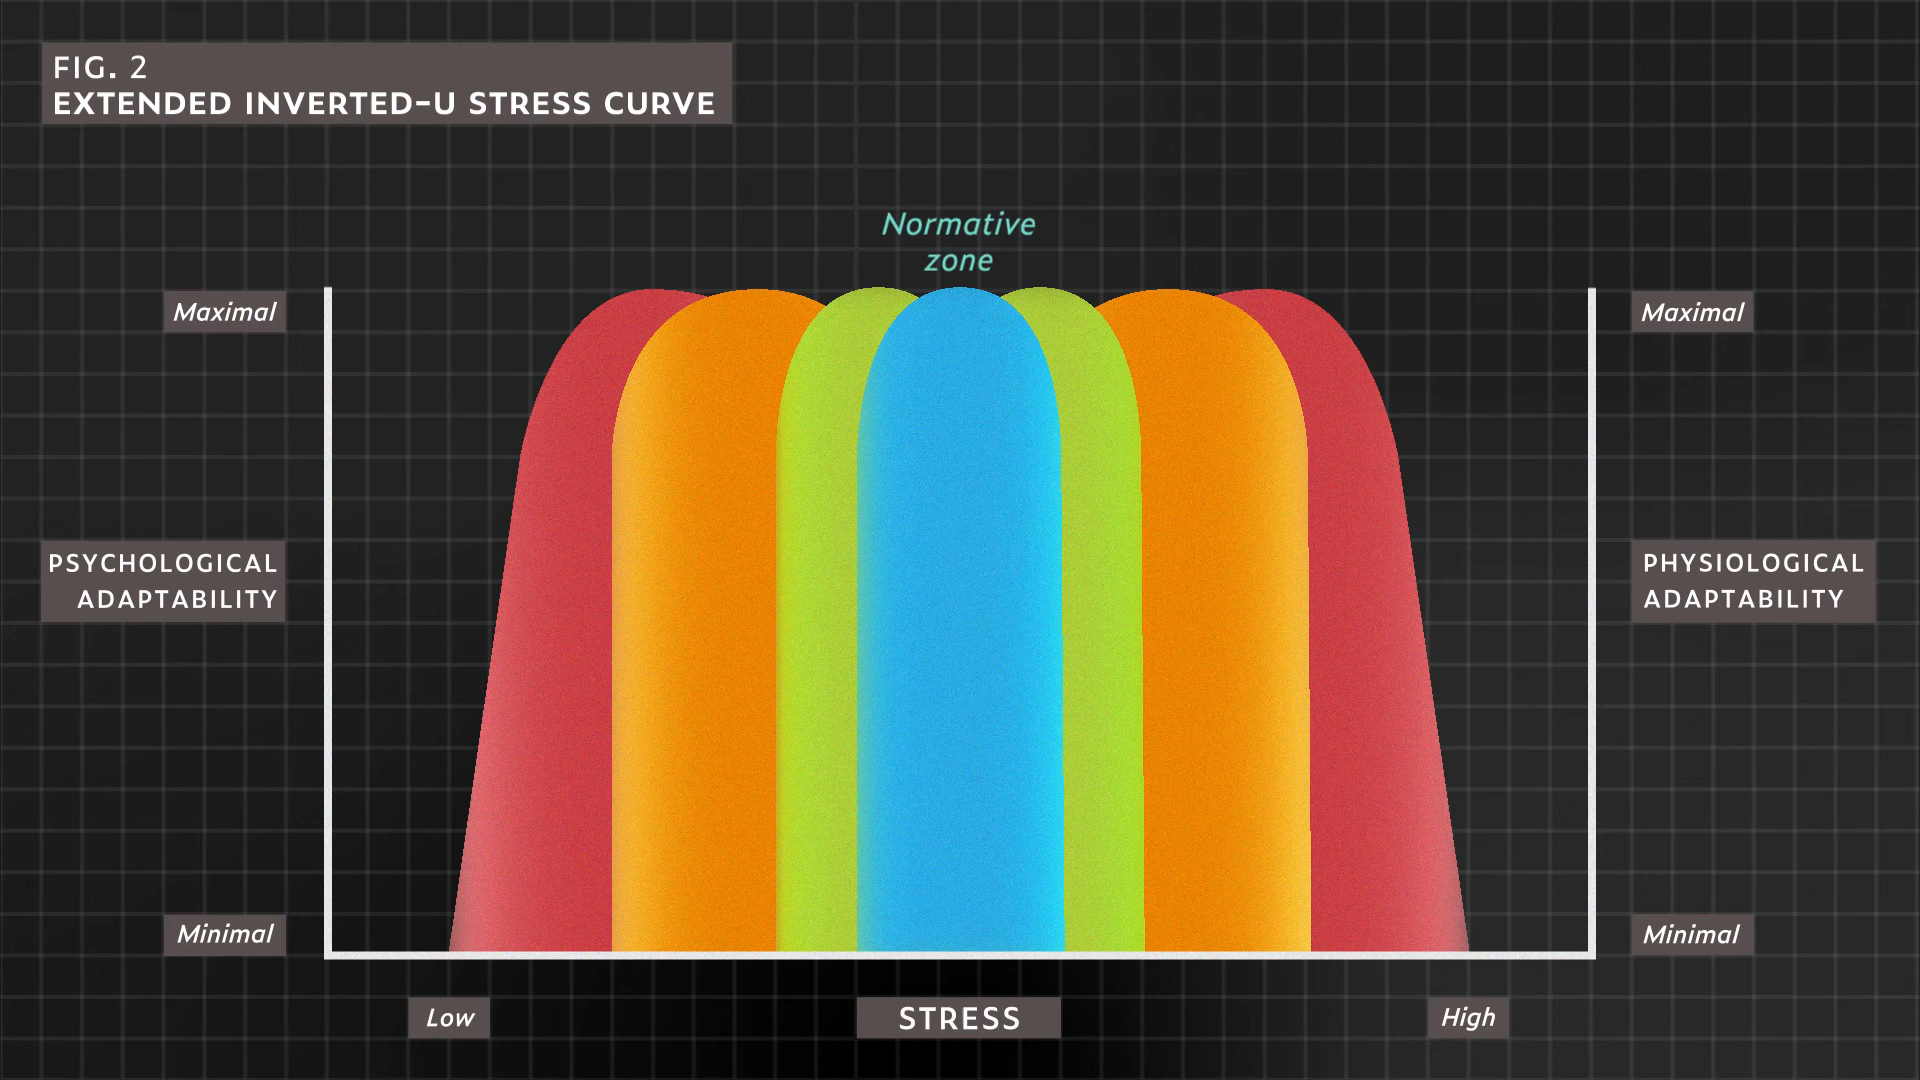 FIG. 2
EXTENDED INVERTED-U STRESS CURVE
Normative
zone
Maximal
Maximal
PSYCHOLOGICAL
ADAPTABILITY
PHYSIOLOGICAL
ADAPTABILITY
Minimal
Minimal
Low
STRESS
High